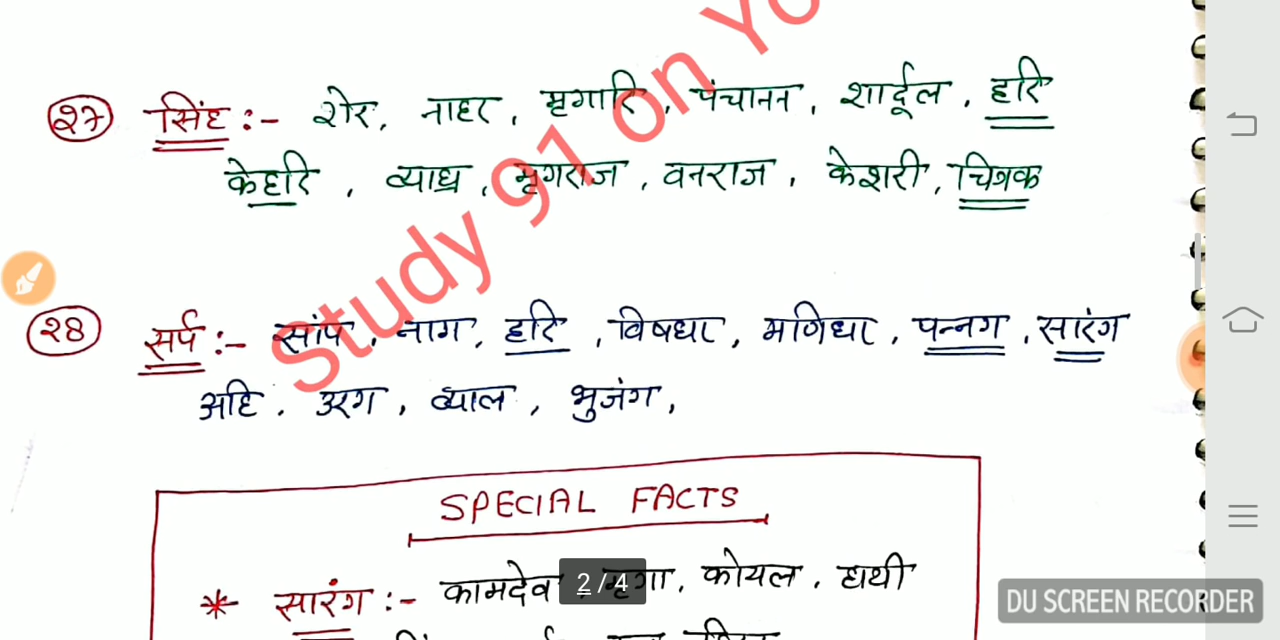 २७ सिंह :- शेर, नाहर, मृगारि, पंचानन, शार्दूल, हरि
केहरि, व्याघ्र, मृगराज, वनराज, केशरी, चित्रक
२८ सर्प :- सांप, नाग, हरि, विषधर, मणिधर, पन्नग, सारंग
अहि, उरग, व्याल, भुजंग,
Study 91 on Yo
SPECIAL FACTS
* सारंग :- कामदेव, मृगा, कोयल, हाथी
2 / 4
DU SCREEN RECORDER